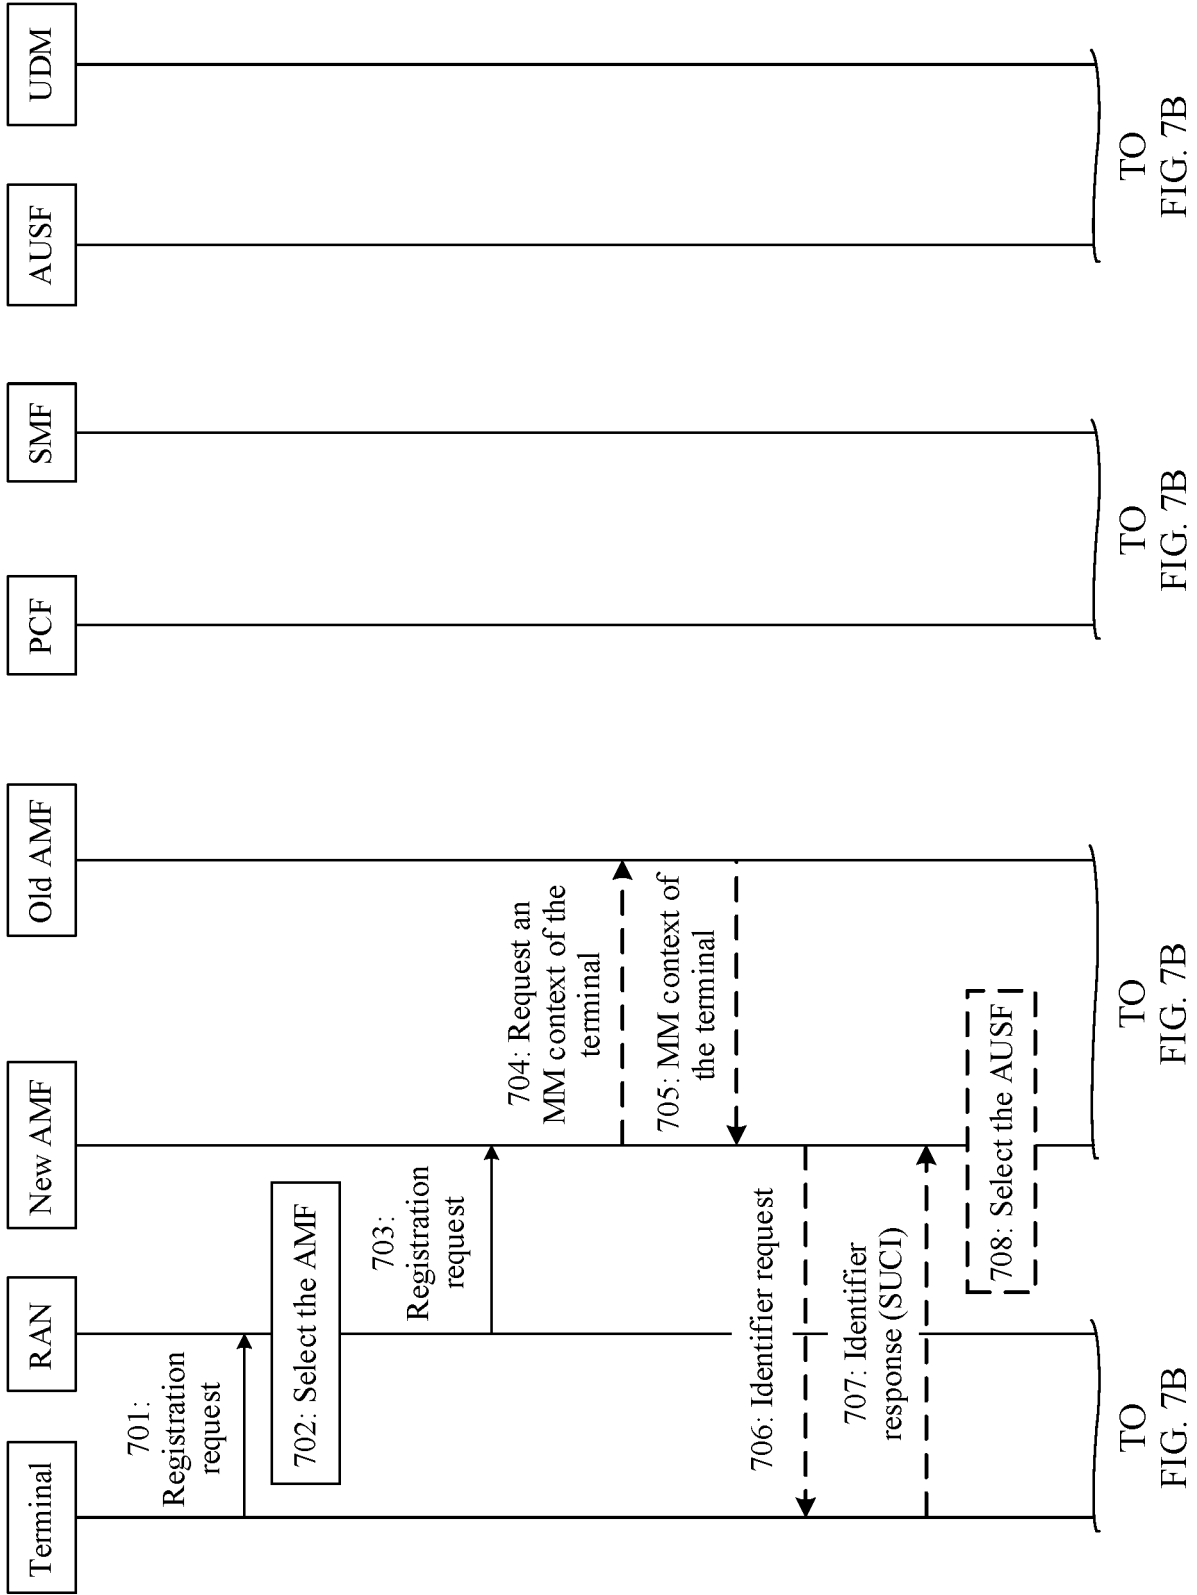 Terminal
RAN
New AMF
Old AMF
PCF
SMF
AUSF
UDM
701:
Registration
request
702: Select the AMF
703:
Registration
request
704: Request an
MM context of the
terminal
705: MM context of
the terminal
706: Identifier request
707: Identifier
response (SUCI)
708: Select the AUSF
TO
FIG. 7B
TO
FIG. 7B
TO
FIG. 7B
TO
FIG. 7B